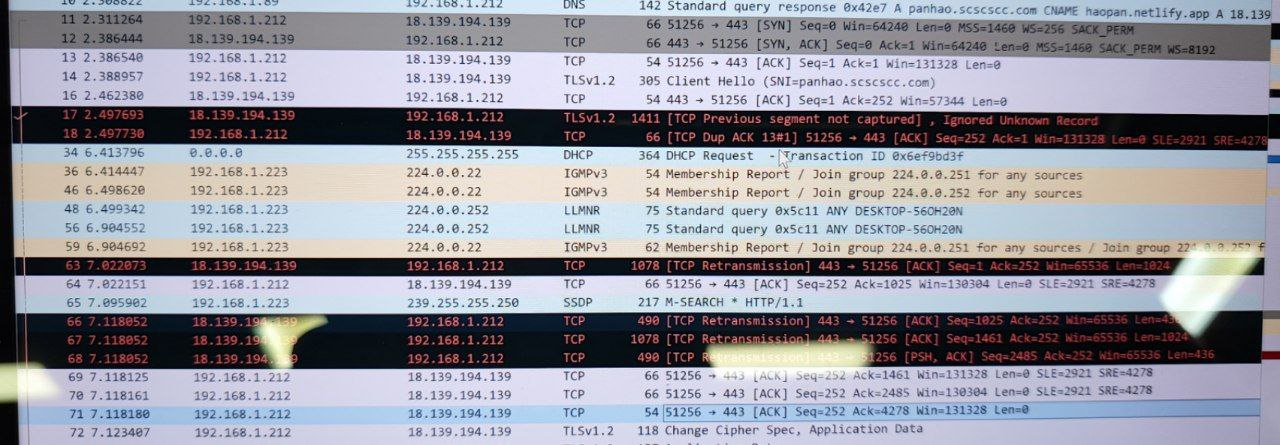 10 2.308822 192.168.1.89 192.168.1.212 DNS 142 Standard query response 0x42e7 A panhao.scscscc.com CNAME haopan.netlify.app A 18.139
11 2.311264 192.168.1.212 18.139.194.139 TCP 66 51256 → 443 [SYN] Seq=0 Win=64240 Len=0 MSS=1460 WS=256 SACK_PERM
12 2.386444 18.139.194.139 192.168.1.212 TCP 66 443 → 51256 [SYN, ACK] Seq=0 Ack=1 Win=64240 Len=0 MSS=1460 SACK_PERM WS=8192
13 2.386540 192.168.1.212 18.139.194.139 TCP 54 51256 → 443 [ACK] Seq=1 Ack=1 Win=131328 Len=0
14 2.388957 192.168.1.212 18.139.194.139 TLSv1.2 305 Client Hello (SNI=panhao.scscscc.com)
16 2.462380 18.139.194.139 192.168.1.212 TCP 54 443 → 51256 [ACK] Seq=1 Ack=252 Win=57344 Len=0
17 2.497693 18.139.194.139 192.168.1.212 TLSv1.2 1411 [TCP Previous segment not captured] , Ignored Unknown Record
18 2.497730 192.168.1.212 18.139.194.139 TCP 66 [TCP Dup ACK 13#1] 51256 → 443 [ACK] Seq=252 Ack=1 Win=131328 Len=0 SLE=2921 SRE=4278
34 6.413796 0.0.0.0 255.255.255.255 DHCP 364 DHCP Request - Transaction ID 0x6ef9bd3f
36 6.414447 192.168.1.223 224.0.0.22 IGMPv3 54 Membership Report / Join group 224.0.0.251 for any sources
46 6.498620 192.168.1.223 224.0.0.22 IGMPv3 54 Membership Report / Join group 224.0.0.252 for any sources
48 6.499342 192.168.1.223 224.0.0.252 LLMNR 75 Standard query 0x5c11 ANY DESKTOP-56OH20N
56 6.904552 192.168.1.223 224.0.0.252 LLMNR 75 Standard query 0x5c11 ANY DESKTOP-56OH20N
59 6.904692 192.168.1.223 224.0.0.22 IGMPv3 62 Membership Report / Join group 224.0.0.251 for any sources / Join group 224.0.0.252 f
63 7.022073 18.139.194.139 192.168.1.212 TCP 1078 [TCP Retransmission] 443 → 51256 [ACK] Seq=1 Ack=252 Win=65536 Len=1024
64 7.022151 192.168.1.212 18.139.194.139 TCP 66 51256 → 443 [ACK] Seq=252 Ack=1025 Win=130304 Len=0 SLE=2921 SRE=4278
65 7.095902 192.168.1.223 239.255.255.250 SSDP 217 M-SEARCH * HTTP/1.1
66 7.118052 18.139.194.139 192.168.1.212 TCP 490 [TCP Retransmission] 443 → 51256 [ACK] Seq=1025 Ack=252 Win=65536 Len=436
67 7.118052 18.139.194.139 192.168.1.212 TCP 1078 [TCP Retransmission] 443 → 51256 [ACK] Seq=1461 Ack=252 Win=65536 Len=1024
68 7.118052 18.139.194.139 192.168.1.212 TCP 490 [TCP Retransmission] 443 → 51256 [PSH, ACK] Seq=2485 Ack=252 Win=65536 Len=436
69 7.118125 192.168.1.212 18.139.194.139 TCP 66 51256 → 443 [ACK] Seq=252 Ack=1461 Win=131328 Len=0 SLE=2921 SRE=4278
70 7.118161 192.168.1.212 18.139.194.139 TCP 66 51256 → 443 [ACK] Seq=252 Ack=2485 Win=130304 Len=0 SLE=2921 SRE=4278
71 7.118180 192.168.1.212 18.139.194.139 TCP 54 51256 → 443 [ACK] Seq=252 Ack=4278 Win=131328 Len=0
72 7.123407 192.168.1.212 18.139.194.139 TLSv1.2 118 Change Cipher Spec, Application Data